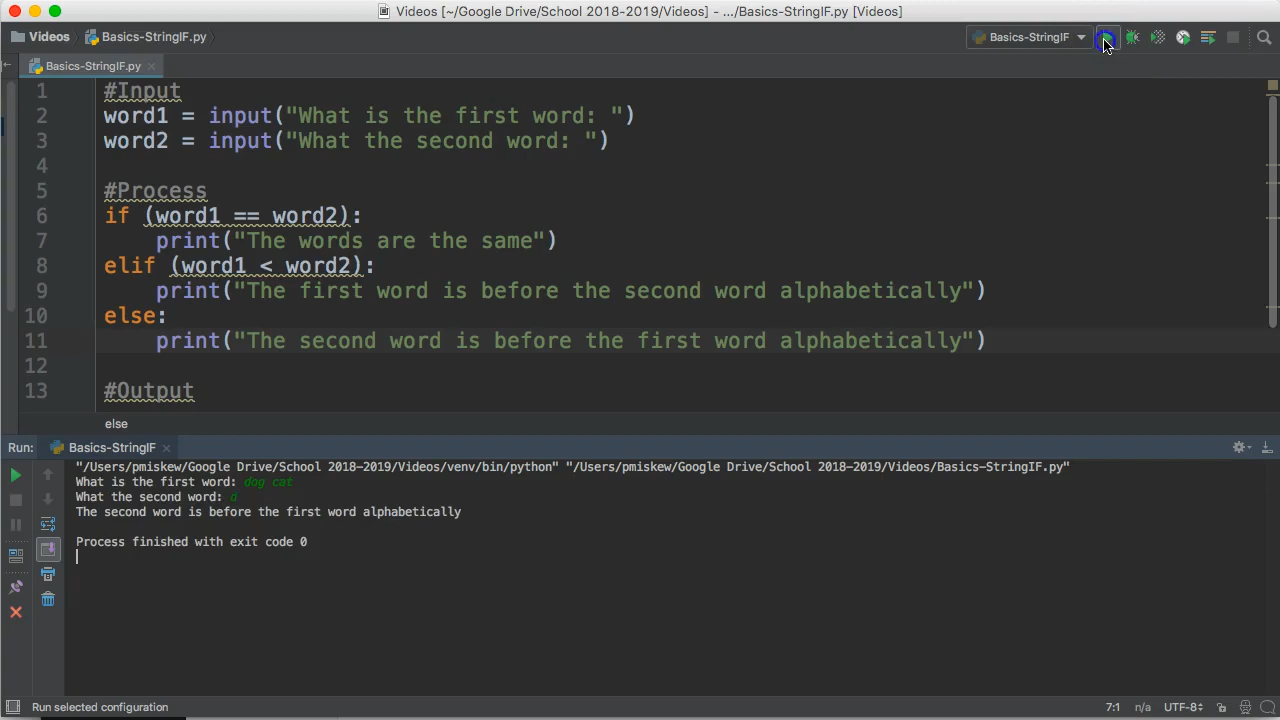 Videos [~/Google Drive/School 2018-2019/Videos] - .../Basics-StringIF.py [Videos]
Videos Basics-StringIF.py Basics-StringIF
Basics-StringIF.py
1 #Input
2 word1 = input("What is the first word: ")
3 word2 = input("What the second word: ")
4
5 #Process
6 if (word1 == word2):
7 print("The words are the same")
8 elif (word1 < word2):
9 print("The first word is before the second word alphabetically")
10 else:
11 print("The second word is before the first word alphabetically")
12
13 #Output
else
Run: Basics-StringIF
"/Users/pmiskew/Google Drive/School 2018-2019/Videos/venv/bin/python" "/Users/pmiskew/Google Drive/School 2018-2019/Videos/Basics-StringIF.py"
What is the first word: dog cat
What the second word: d
The second word is before the first word alphabetically
Process finished with exit code 0
Run selected configuration 7:1 n/a UTF-8